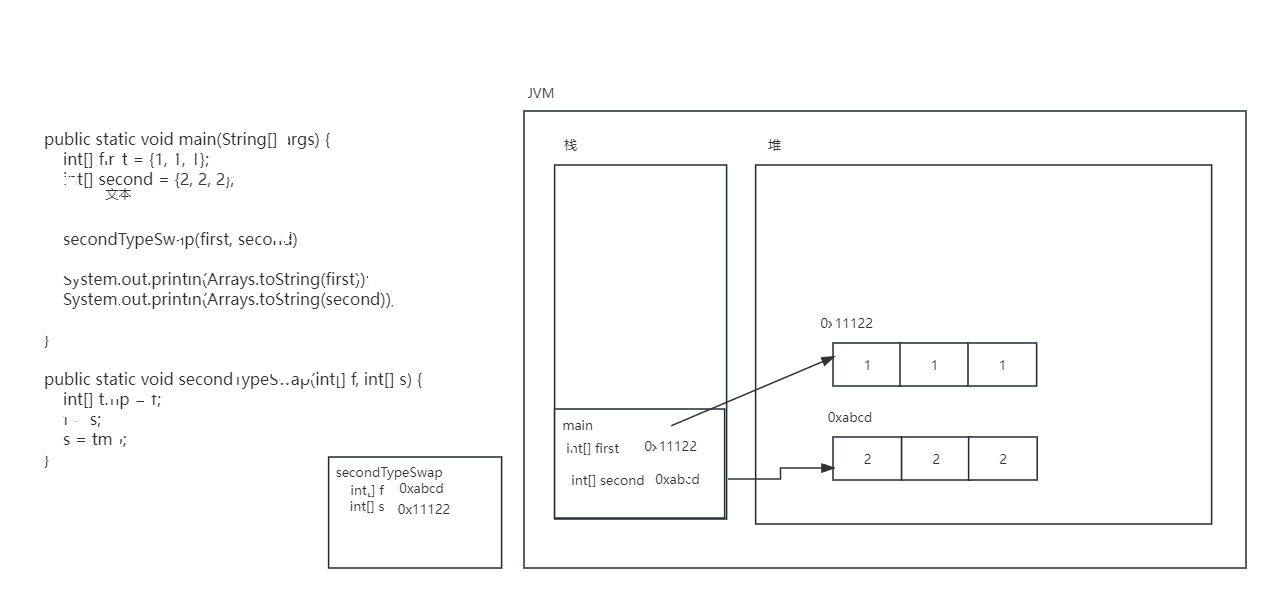 JVM
public static void main(String[] args) {
int[] first = {1, 1, 1};
int[] second = {2, 2, 2};
文本
secondTypeSwap(first, second)
System.out.println(Arrays.toString(first));
System.out.println(Arrays.toString(second));
}
public static void secondTypeSwap(int[] f, int[] s) {
int[] tmp = f;
s;
s = tmp;
}
secondTypeSwap
int[] f 0xabcd
int[] s 0x11122
栈
main
int[] first 0x11122
int[] second 0xabcd
堆
0x11122
1 1 1
0xabcd
2 2 2